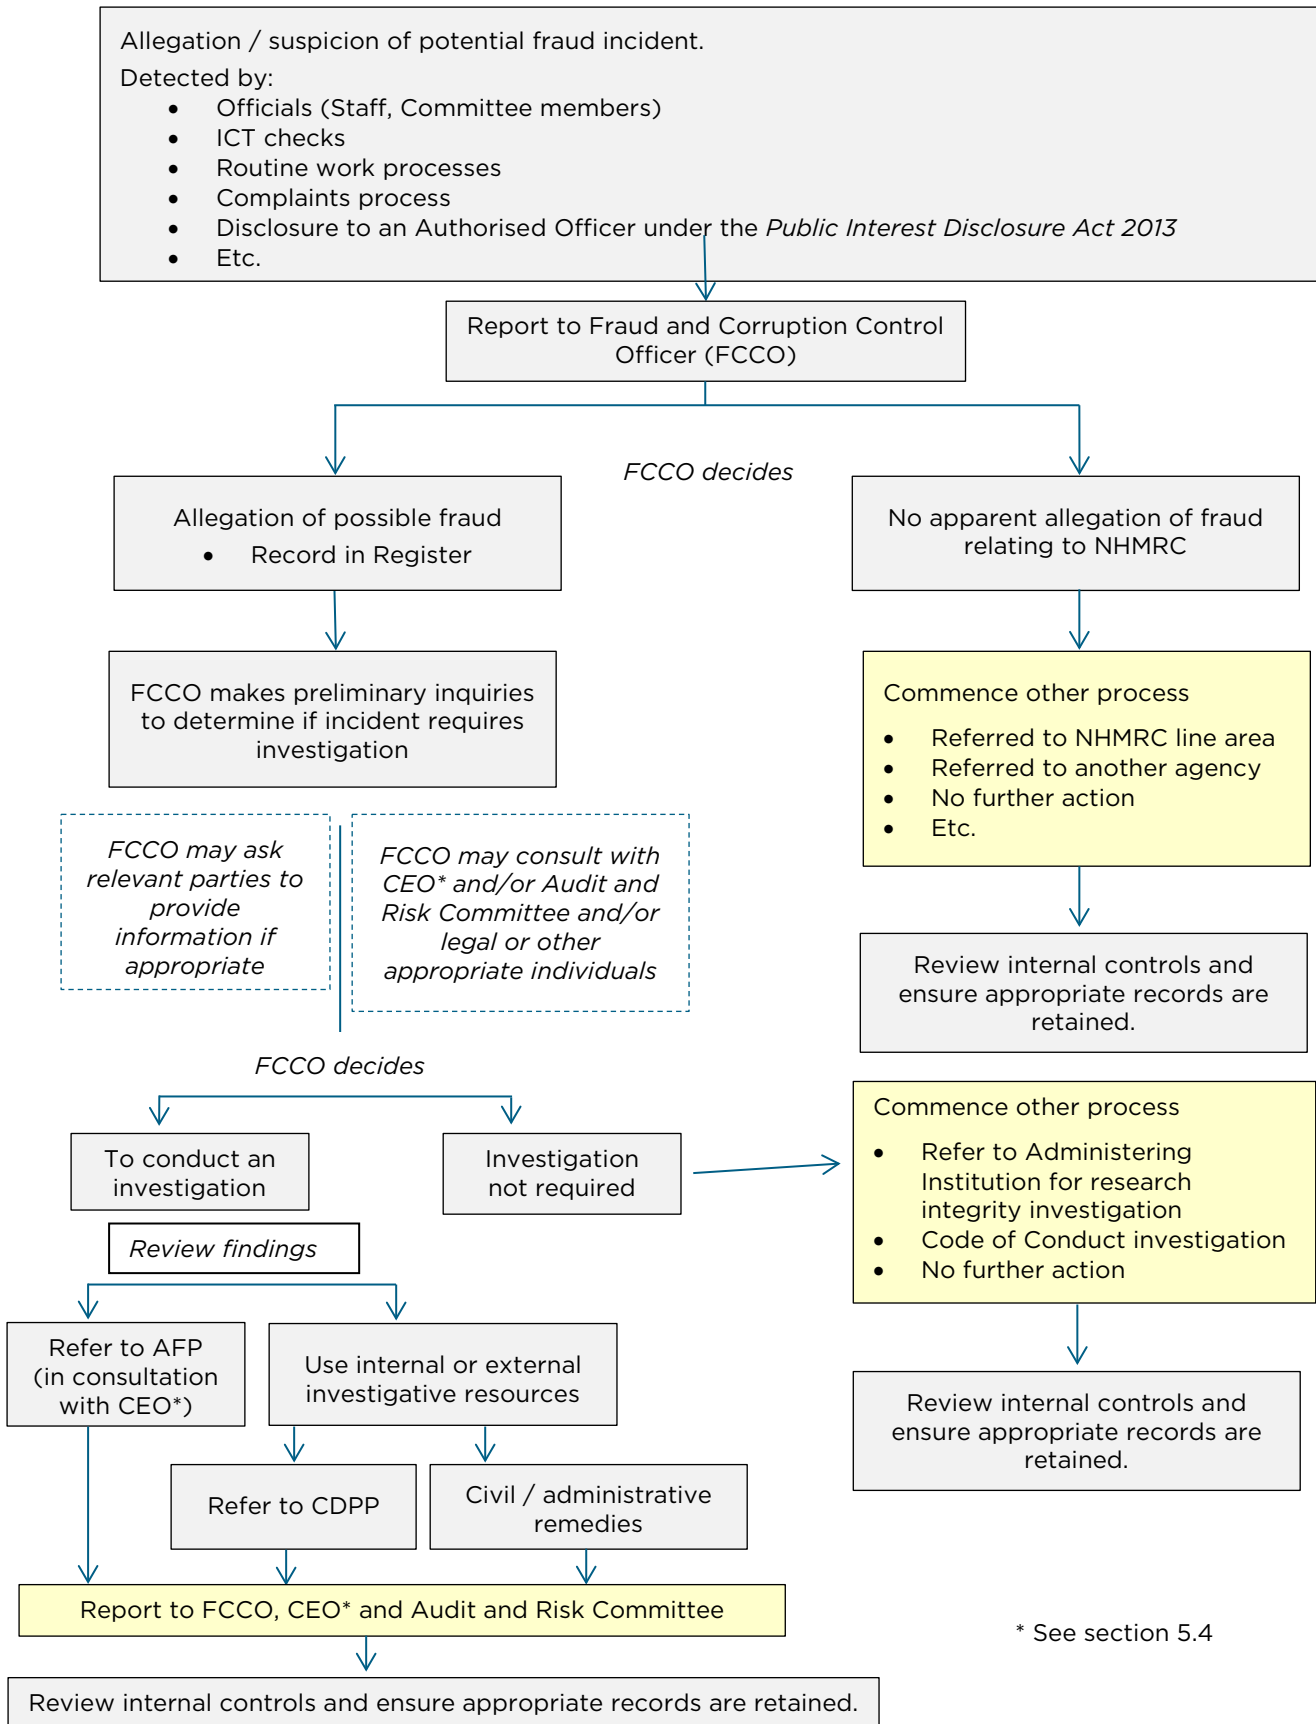 Allegation / suspicion of potential fraud incident.
Detected by:
• Officials (Staff, Committee members)
• ICT checks
• Routine work processes
• Complaints process
• Disclosure to an Authorised Officer under the Public Interest Disclosure Act 2013
• Etc.
Report to Fraud and Corruption Control
Officer (FCCO)
FCCO decides
Allegation of possible fraud
• Record in Register
No apparent allegation of fraud
relating to NHMRC
FCCO makes preliminary inquiries
to determine if incident requires
investigation
Commence other process
• Referred to NHMRC line area
• Referred to another agency
• No further action
• Etc.
FCCO may ask
relevant parties to
provide
information if
appropriate
FCCO may consult with
CEO* and/or Audit and
Risk Committee and/or
legal or other
appropriate individuals
Review internal controls and
ensure appropriate records are
retained.
FCCO decides
To conduct an
investigation
Investigation
not required
Commence other process
• Refer to Administering
Institution for research
integrity investigation
• Code of Conduct investigation
• No further action
Review findings
Refer to AFP
(in consultation
with CEO*)
Use internal or external
investigative resources
Review internal controls and
ensure appropriate records are
retained.
Refer to CDPP
Civil / administrative
remedies
Report to FCCO, CEO* and Audit and Risk Committee
* See section 5.4
Review internal controls and ensure appropriate records are retained.